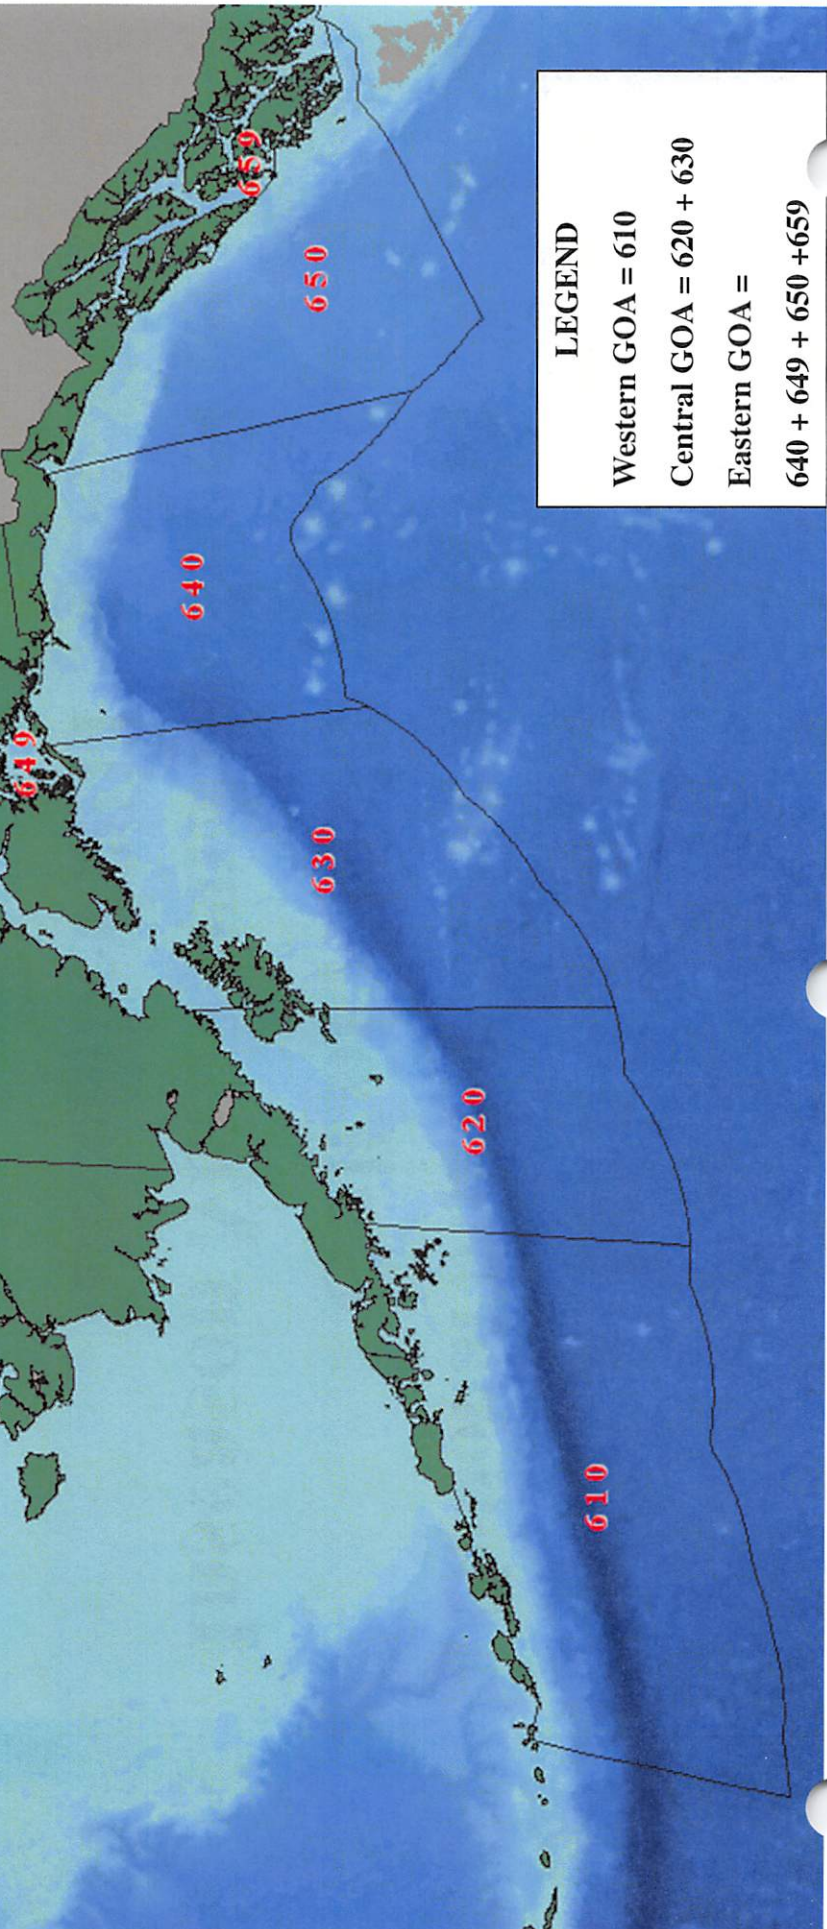 649
640
659
650
630
620
610
LEGEND
Western GOA = 610
Central GOA = 620 + 630
Eastern GOA =
640 + 649 + 650 +659